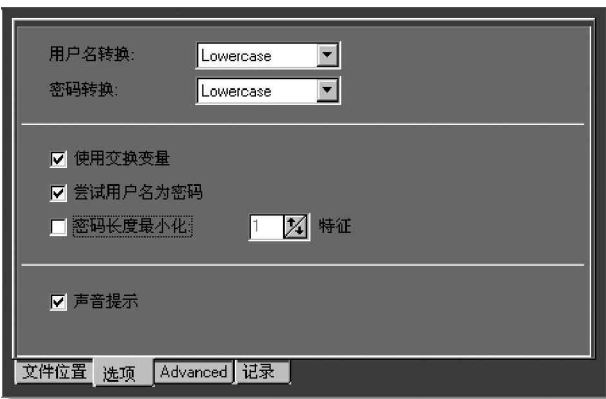 用户名转换: Lowercase
密码转换: Lowercase
使用交换变量
尝试用户名为密码
密码长度最小化: 1 特征
声音提示
文件位置 选项 Advanced 记录